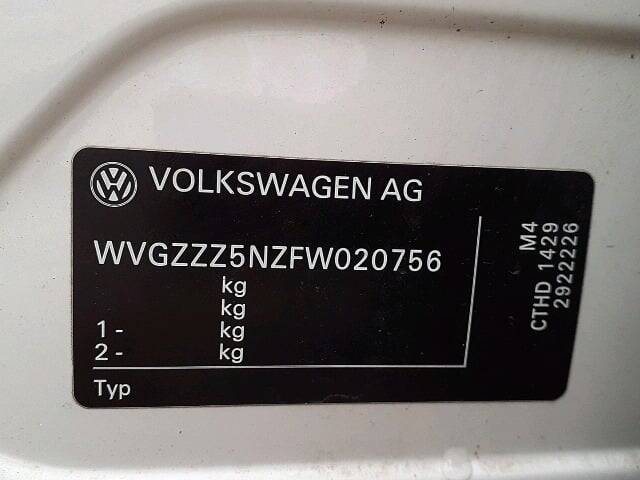 VOLKSWAGEN AG
WVGZZZ5NZFW020756
kg
kg
1 - kg
2 - kg
Typ
M4
CTHD 1429
2922226